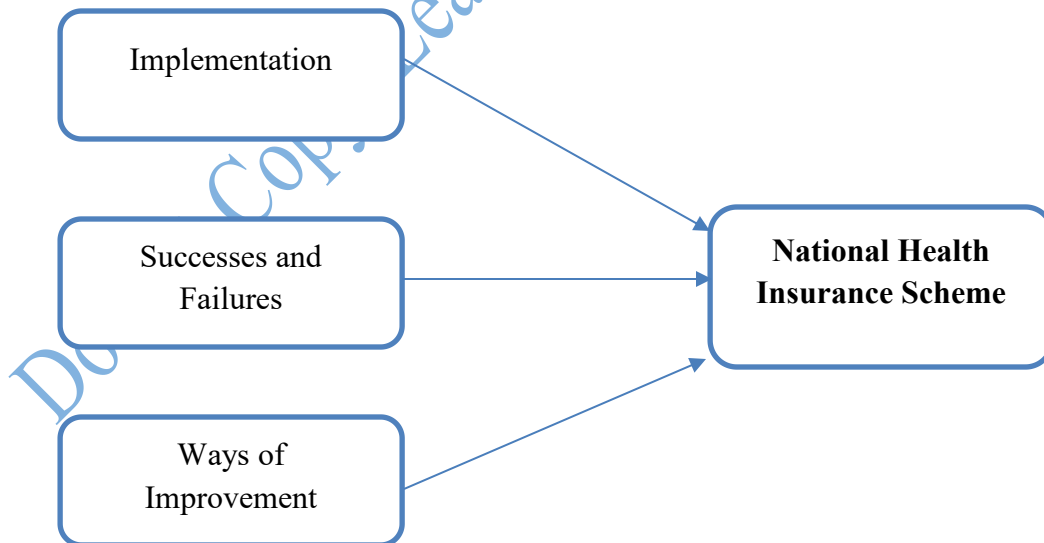 Implementation
Successes and
Failures
Ways of
Improvement
National Health
Insurance Scheme